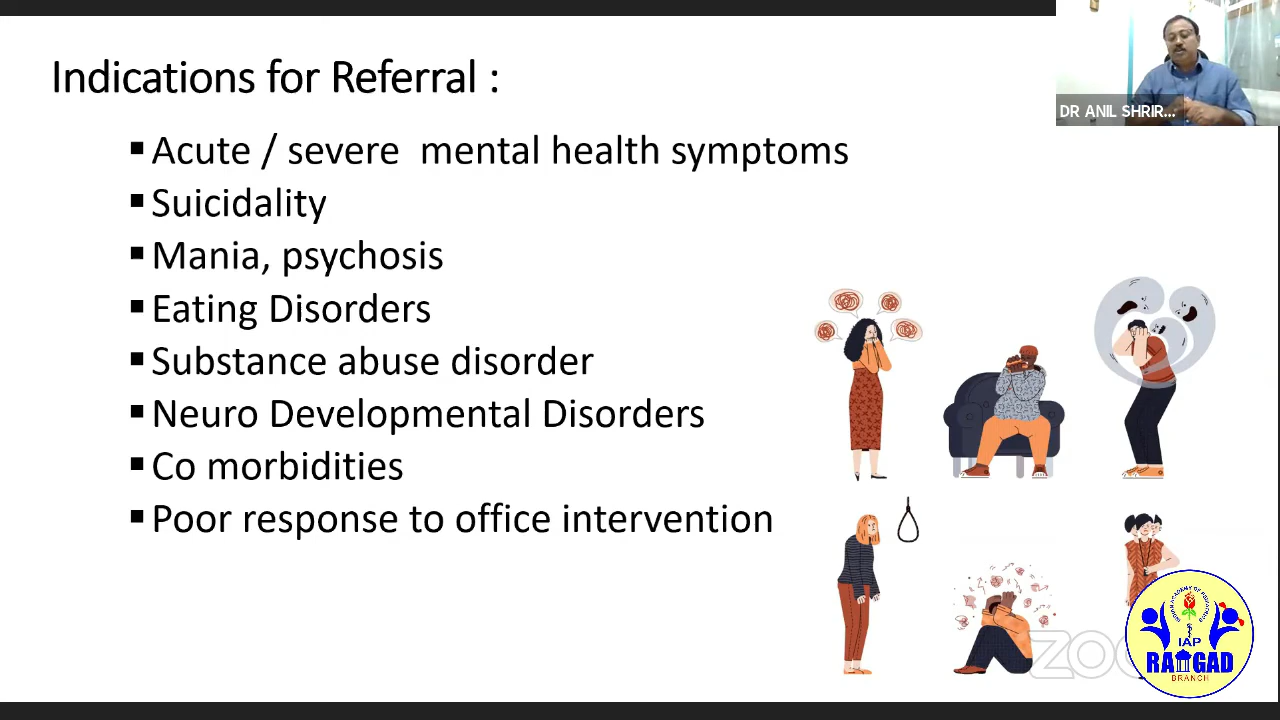 Indications for Referral :
DR ANIL SHRIR...
▪Acute / severe mental health symptoms
▪Suicidality
▪Mania, psychosis
▪Eating Disorders
▪Substance abuse disorder
▪Neuro Developmental Disorders
▪Co morbidities
▪Poor response to office intervention
IAP
RAIGAD
BRANCH